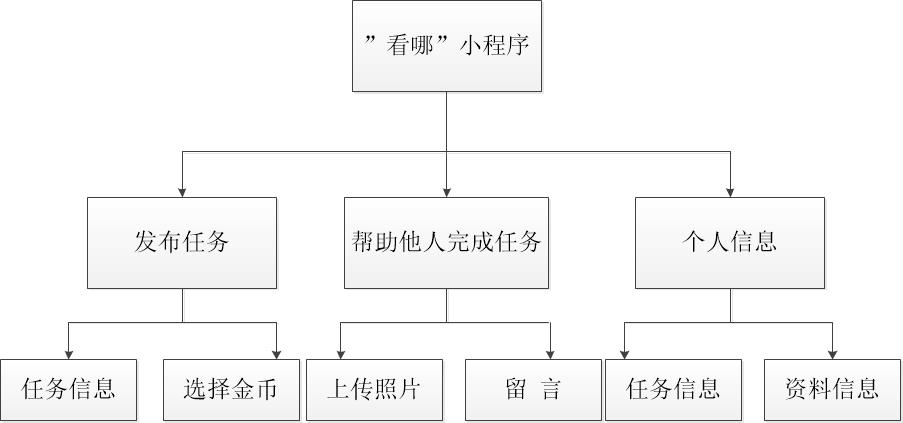 ”看哪”小程序
发布任务
帮助他人完成任务
个人信息
任务信息
选择金币
上传照片
留 言
任务信息
资料信息